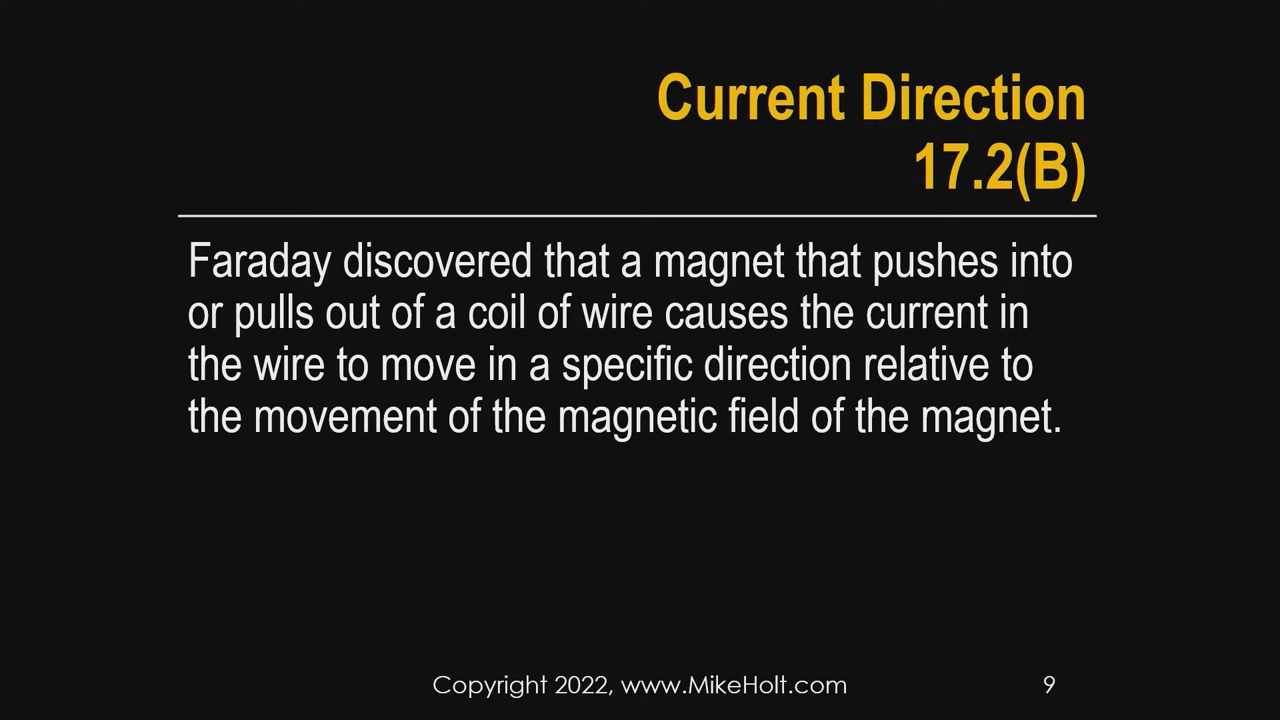 Current Direction
17.2(B)
Faraday discovered that a magnet that pushes into
or pulls out of a coil of wire causes the current in
the wire to move in a specific direction relative to
the movement of the magnetic field of the magnet.
Copyright 2022, www.MikeHolt.com
9